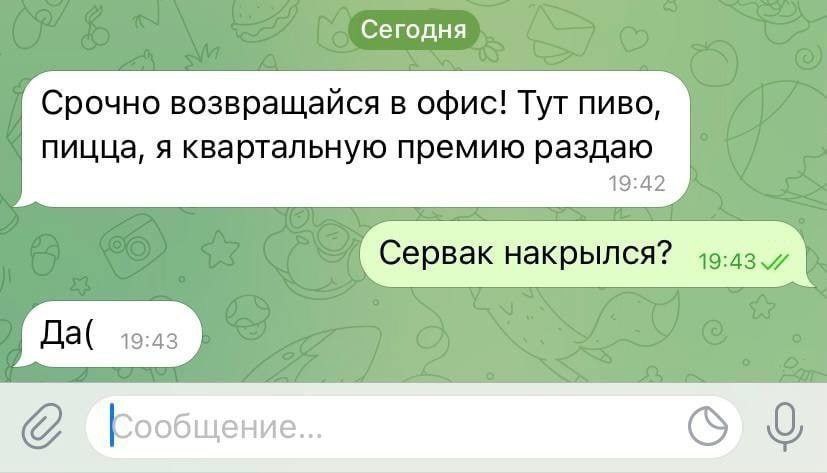 Сегодня
Срочно возвращайся в офис! Тут пиво,
пицца, я квартальную премию раздаю
19:42
Сервак накрылся? 19:43
Да( 19:43
Сообщение...